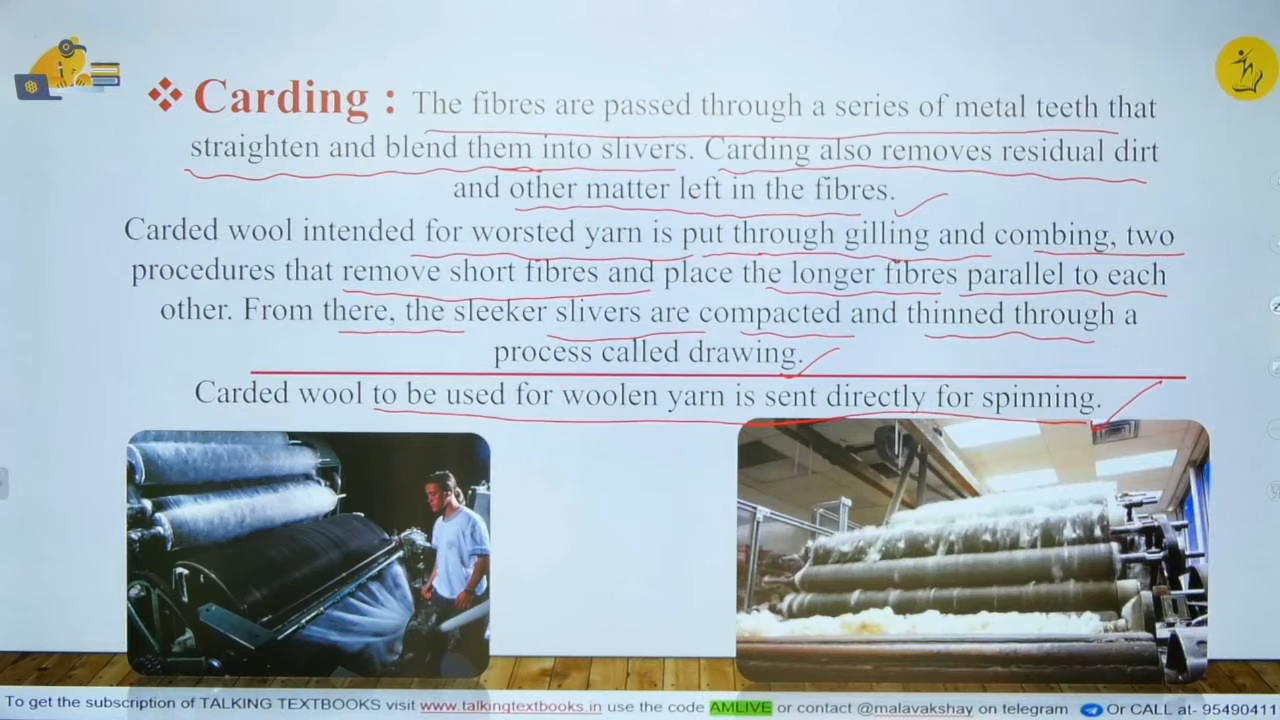 ❖ Carding : The fibres are passed through a series of metal teeth that
straighten and blend them into slivers. Carding also removes residual dirt
and other matter left in the fibres.
Carded wool intended for worsted yarn is put through gilling and combing, two
procedures that remove short fibres and place the longer fibres parallel to each
other. From there, the sleeker slivers are compacted and thinned through a
process called drawing.
Carded wool to be used for woolen yarn is sent directly for spinning.
To get the subscription of TALKING TEXTBOOKS visit www.talkingtextbooks.in use the code AMLIVE or contact @malavakshay on telegram Or CALL at- 95490411